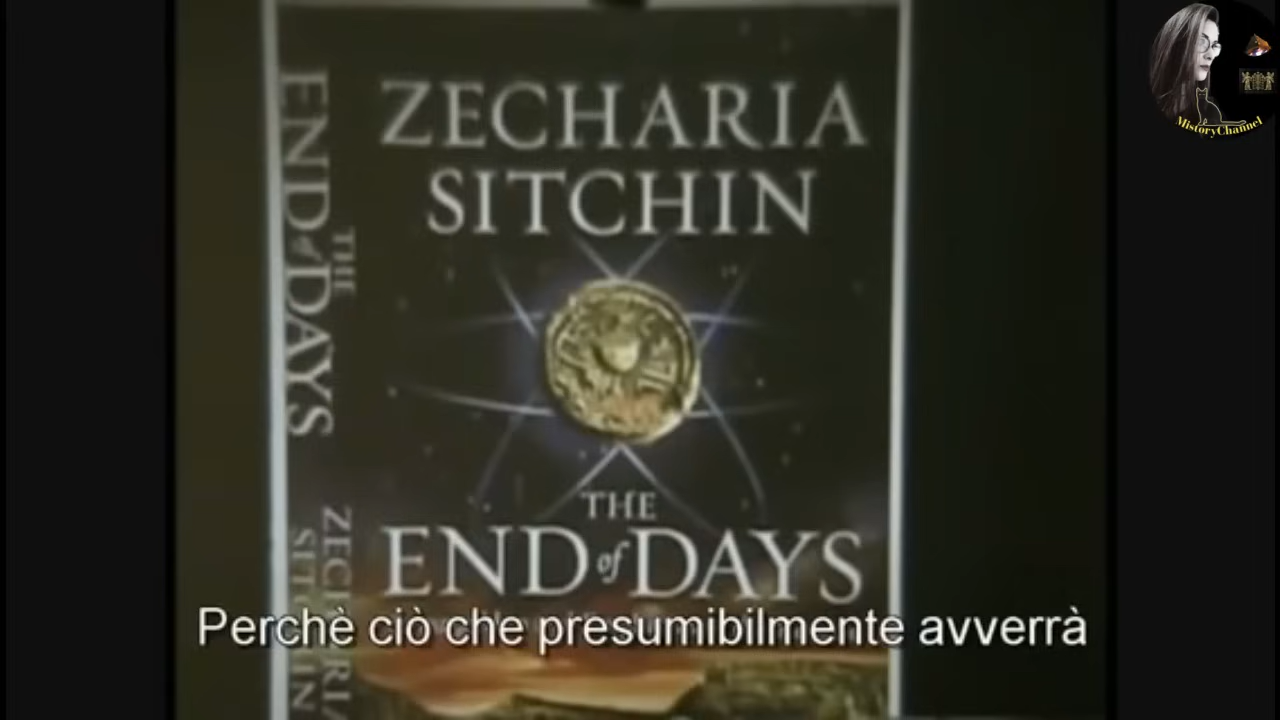 ZECHARIA
SITCHIN
THE
END of DAYS
THE
END of DAYS
ZECHARIA
SITCHIN
Perchè ciò che presumibilmente avverrà
MistoryChannel